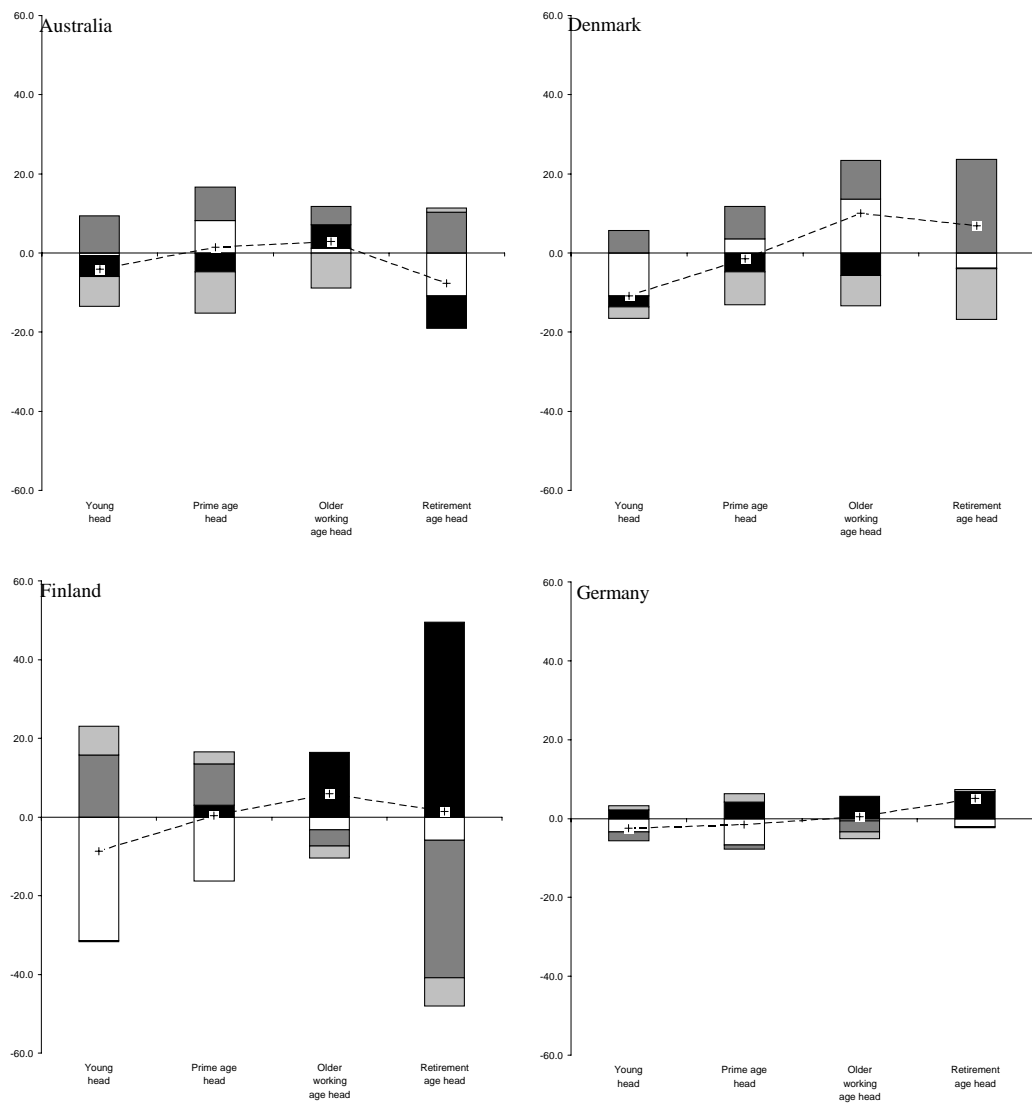 Australia
60.0
40.0
20.0
0.0
-20.0
-40.0
-60.0
Young
head
Prime age
head
Older
working
age head
Retirement
age head
Denmark
60.0
40.0
20.0
0.0
-20.0
-40.0
-60.0
Young
head
Prime age
head
Older
working
age head
Retirement
age head
Finland
60.0
40.0
20.0
0.0
-20.0
-40.0
-60.0
Young
head
Prime age
head
Older
working
age head
Retirement
age head
Germany
60.0
40.0
20.0
0.0
-20.0
-40.0
-60.0
Young
head
Prime age
head
Older
working
age head
Retirement
age head